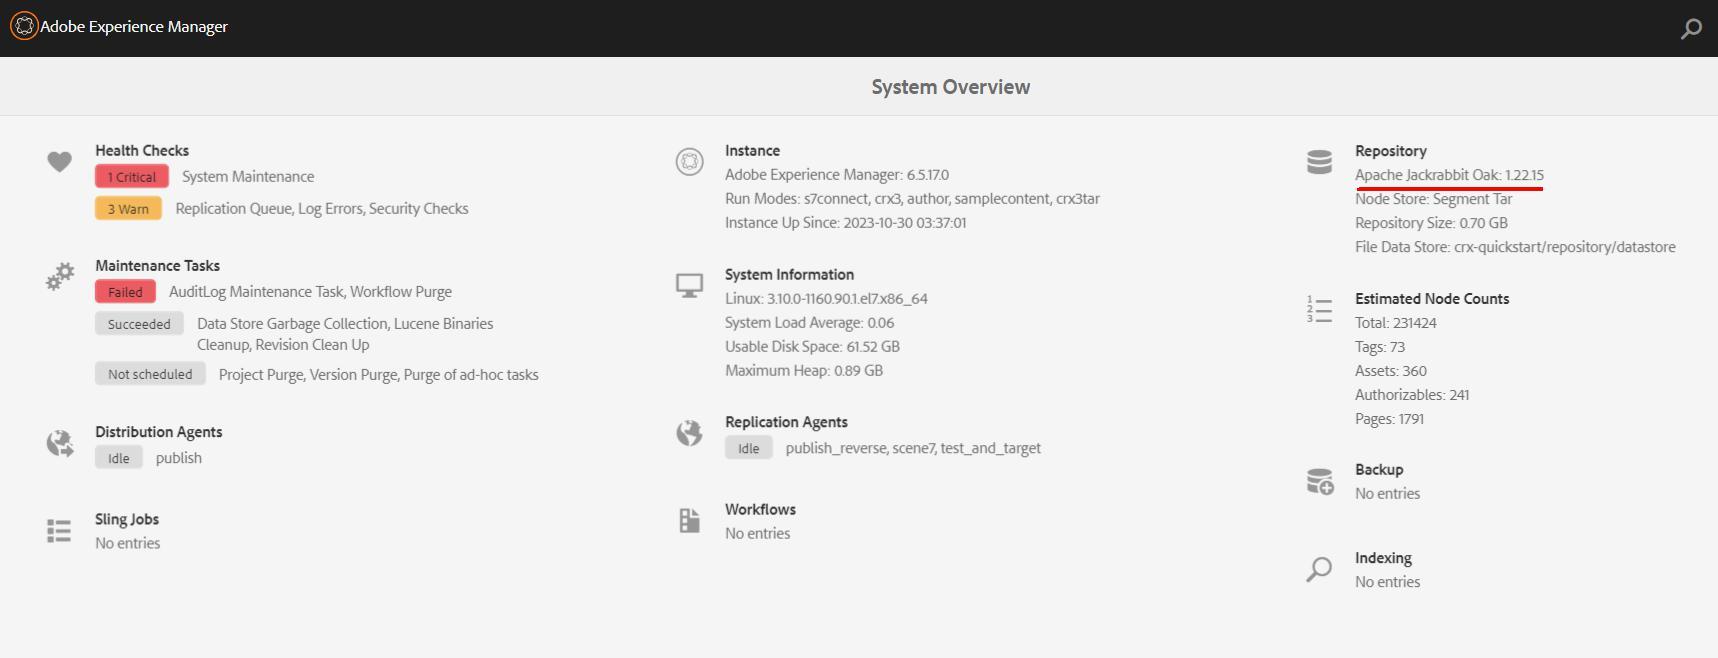 Adobe Experience Manager
System Overview
Health Checks
1 Critical System Maintenance
3 Warn Replication Queue, Log Errors, Security Checks
Maintenance Tasks
Failed AuditLog Maintenance Task, Workflow Purge
Succeeded Data Store Garbage Collection, Lucene Binaries
Cleanup, Revision Clean Up
Not scheduled Project Purge, Version Purge, Purge of ad-hoc tasks
Distribution Agents
Idle publish
Sling Jobs
No entries
Instance
Adobe Experience Manager: 6.5.17.0
Run Modes: s7connect, crx3, author, samplecontent, crx3tar
Instance Up Since: 2023-10-30 03:37:01
System Information
Linux: 3.10.0-1160.90.1.el7.x86_64
System Load Average: 0.06
Usable Disk Space: 61.52 GB
Maximum Heap: 0.89 GB
Replication Agents
Idle publish_reverse, scene7, test_and_target
Workflows
No entries
Repository
Apache Jackrabbit Oak: 1.22.15
Node Store: Segment Tar
Repository Size: 0.70 GB
File Data Store: crx-quickstart/repository/datastore
1
2
3
Estimated Node Counts
Total: 231424
Tags: 73
Assets: 360
Authorizables: 241
Pages: 1791
Backup
No entries
Indexing
No entries